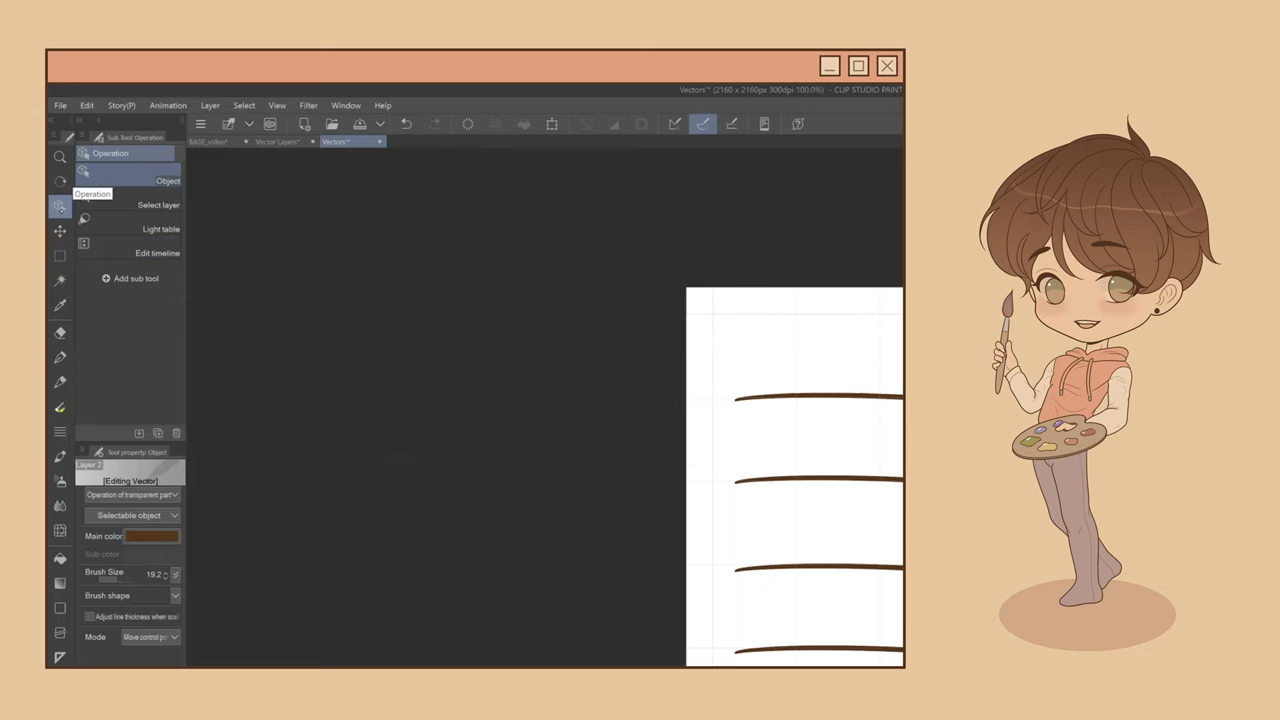 Vectors* (2160 x 2160px 300dpi 100.0%) - CLIP STUDIO PAINT
File Edit Story(P) Animation Layer Select View Filter Window Help
Sub Tool: Operation
BASE_video* Vector Layers* Vectors*
Operation
Object
Operation
Select layer
Light table
Edit timeline
Add sub tool
Tool property: Object
Layer 2
[Editing Vector]
Operation of transparent part
Selectable object
Main color
Sub color
Brush Size 19.2
Brush shape
Adjust line thickness when scal
Mode Move control po